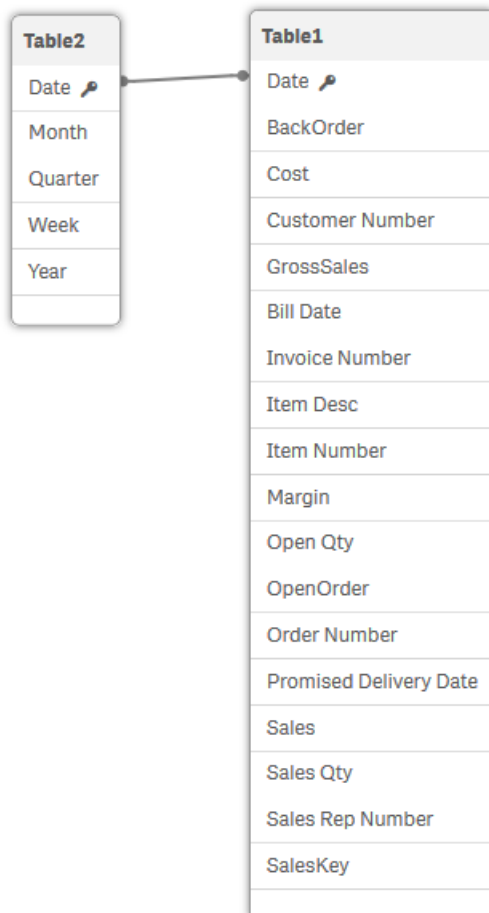 Table2
Date
Month
Quarter
Week
Year
Table1
Date
BackOrder
Cost
Customer Number
GrossSales
Bill Date
Invoice Number
Item Desc
Item Number
Margin
Open Qty
OpenOrder
Order Number
Promised Delivery Date
Sales
Sales Qty
Sales Rep Number
SalesKey